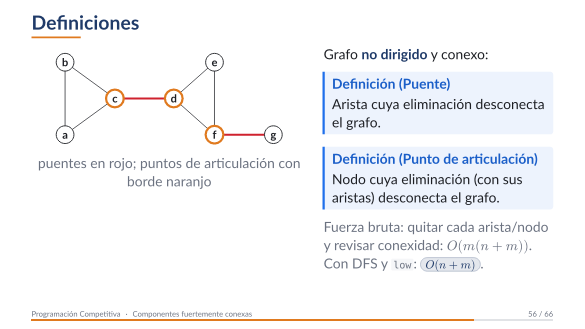 Definiciones
b
e
c
d
a
f
g
puentes en rojo; puntos de articulación con
borde naranjo
Grafo no dirigido y conexo:
Definición (Puente)
Arista cuya eliminación desconecta
el grafo.
Definición (Punto de articulación)
Nodo cuya eliminación (con sus
aristas) desconecta el grafo.
Fuerza bruta: quitar cada arista/nodo
y revisar conexidad: O(m(n + m)).
Con DFS y low: O(n + m).
Programación Competitiva · Componentes fuertemente conexas
56 / 66